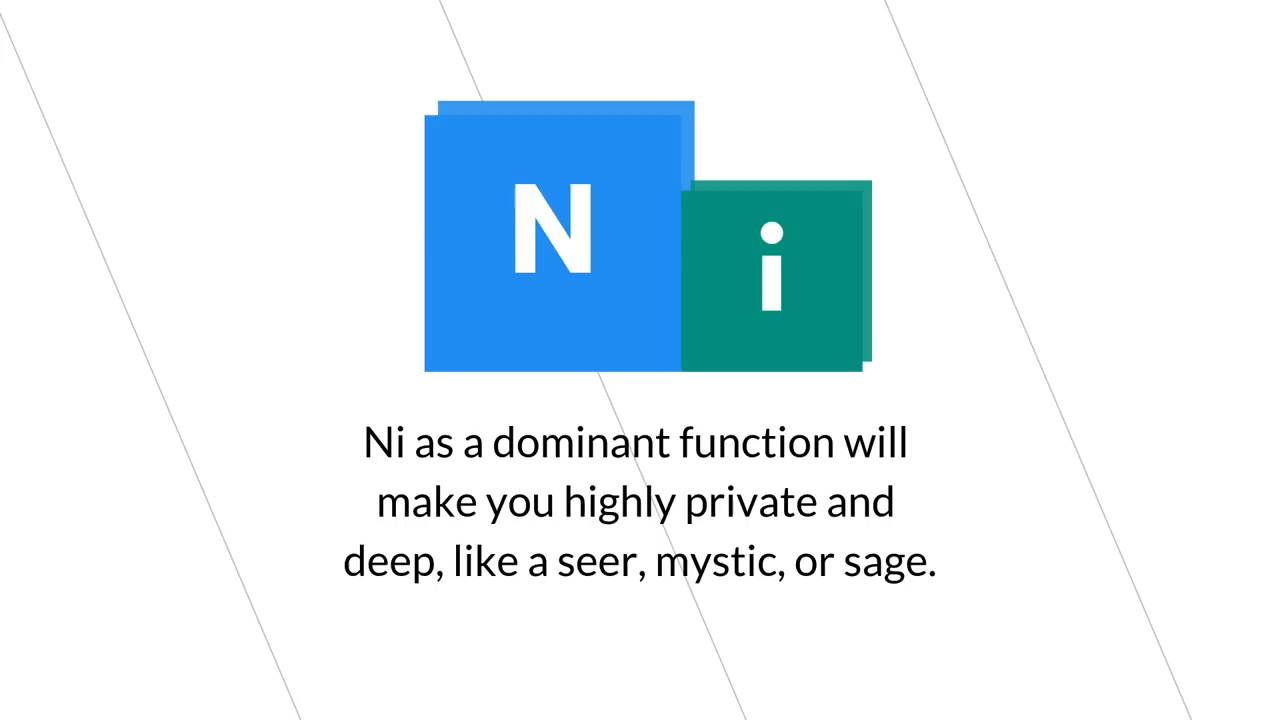 N i
Ni as a dominant function will
make you highly private and
deep, like a seer, mystic, or sage.